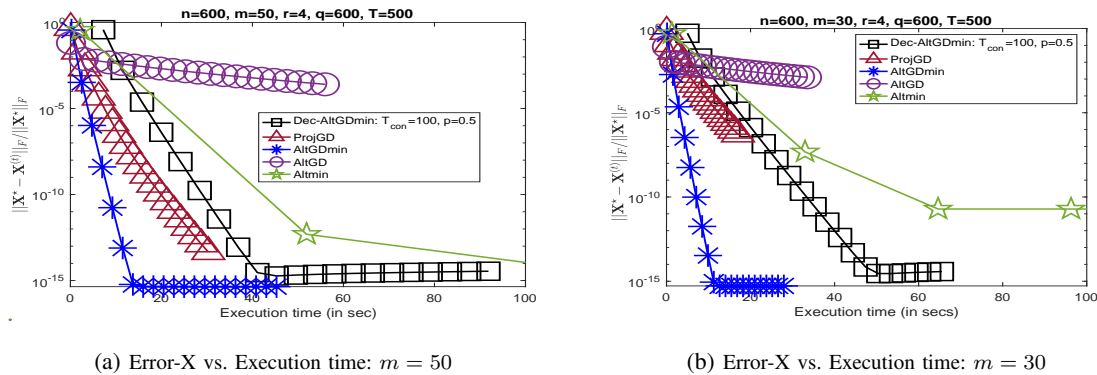 n=600, m=50, r=4, q=600, T=500
10^0
10^-5
10^-10
10^-15
||X* − X^(t)||_F/||X*||_F
Dec-AltGDmin: T_con=100, p=0.5
ProjGD
AltGDmin
AltGD
Altmin
0 20 40 60 80 100
Execution time (in sec)
(a) Error-X vs. Execution time: m = 50
n=600, m=30, r=4, q=600, T=500
10^0
10^-5
10^-10
10^-15
||X* − X^(t)||_F/||X*||_F
Dec-AltGDmin: T_con=100, p=0.5
ProjGD
AltGDmin
AltGD
Altmin
0 20 40 60 80 100
Execution time (in secs)
(b) Error-X vs. Execution time: m = 30